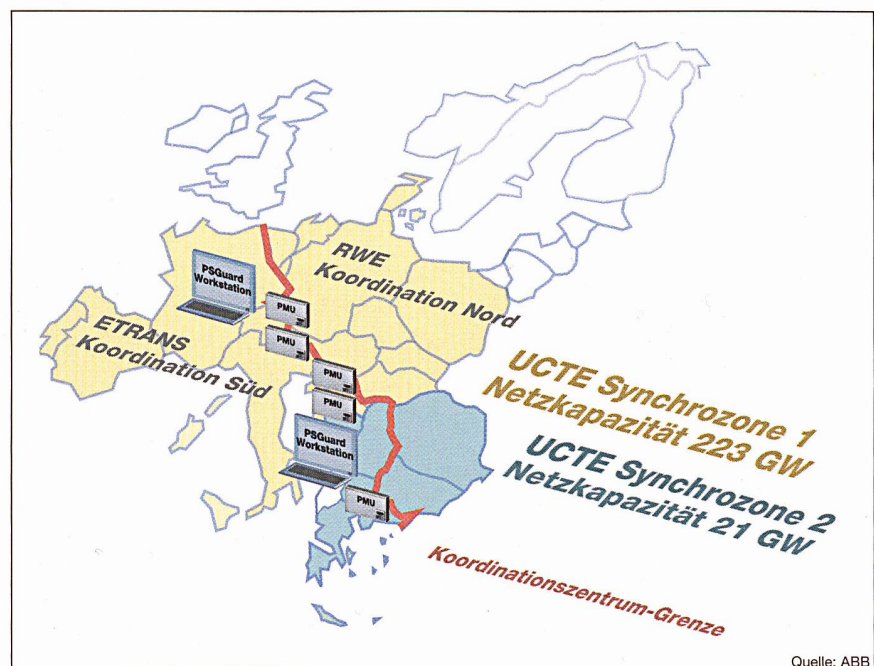 RWE
Koordination Nord
PSGuard
Workstation
PMU
PMU
ETRANS
Koordination Süd
PMU
PMU
PSGuard
Workstation
PMU
UCTE Synchrozone 1
Netzkapazität 223 GW
UCTE Synchrozone 2
Netzkapazität 21 GW
Koordinationszentrum-Grenze
Quelle: ABB